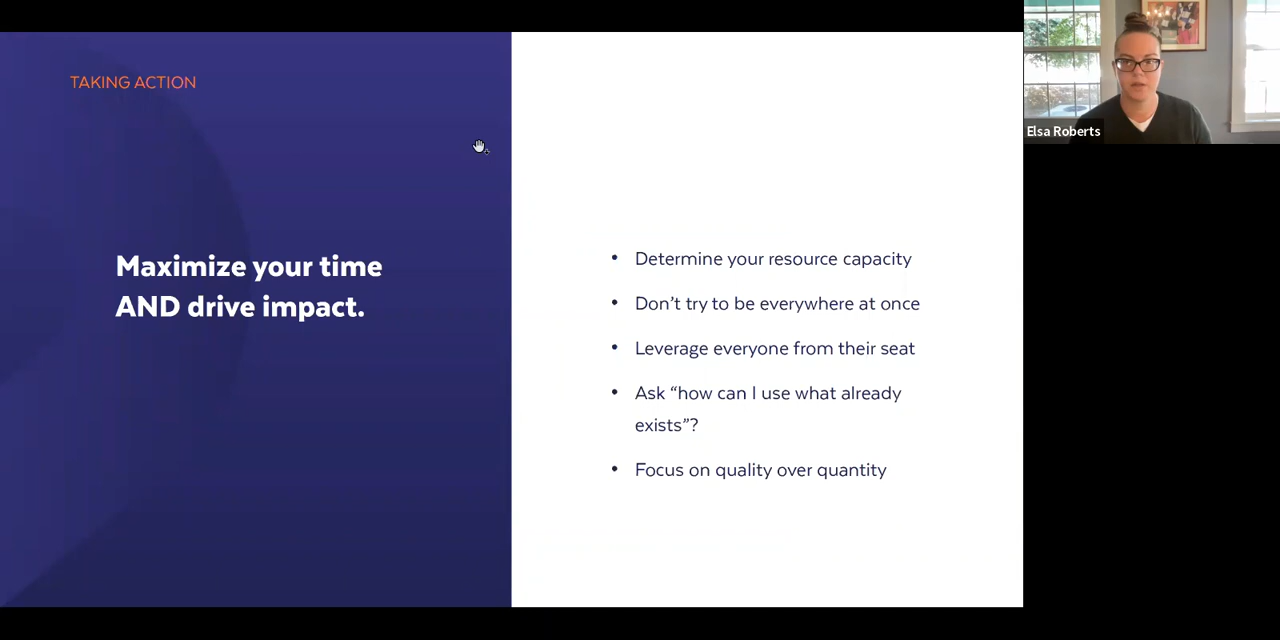 TAKING ACTION
Maximize your time
AND drive impact.
• Determine your resource capacity
• Don’t try to be everywhere at once
• Leverage everyone from their seat
• Ask “how can I use what already
exists”?
• Focus on quality over quantity
Elsa Roberts